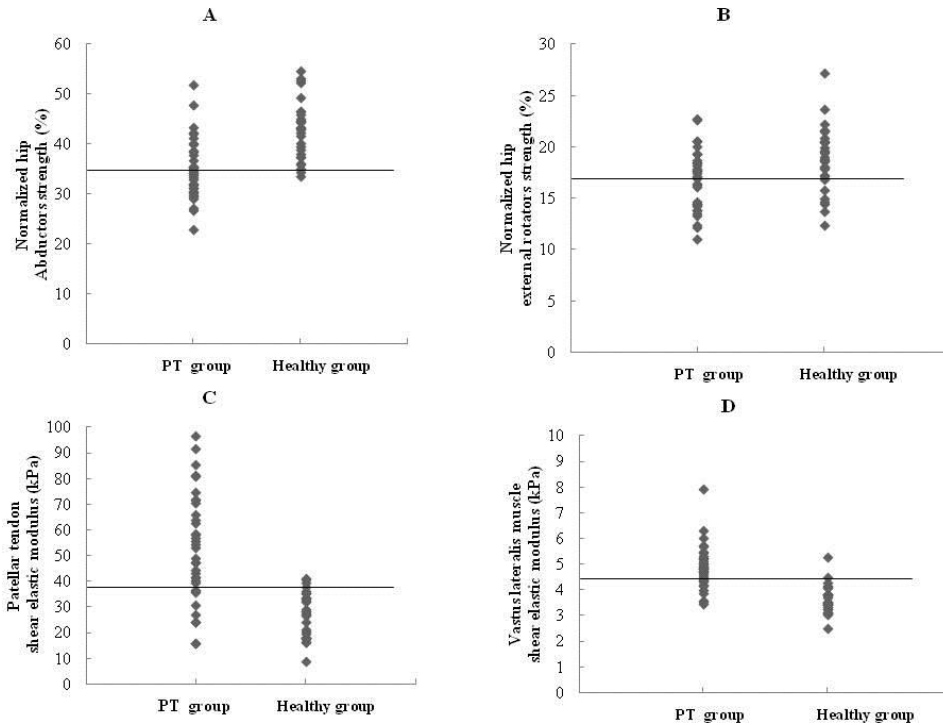 A
Normalized hip
Abductors strength (%)
60
50
40
30
20
10
0
PT group
Healthy group
B
Normalized hip
external rotators strength (%)
30
25
20
15
10
5
0
PT group
Healthy group
C
Patellar tendon
shear elastic modulus (kPa)
100
90
80
70
60
50
40
30
20
10
0
PT group
Healthy group
D
Vastus lateralis muscle
shear elastic modulus (kPa)
10
9
8
7
6
5
4
3
2
1
0
PT group
Healthy group